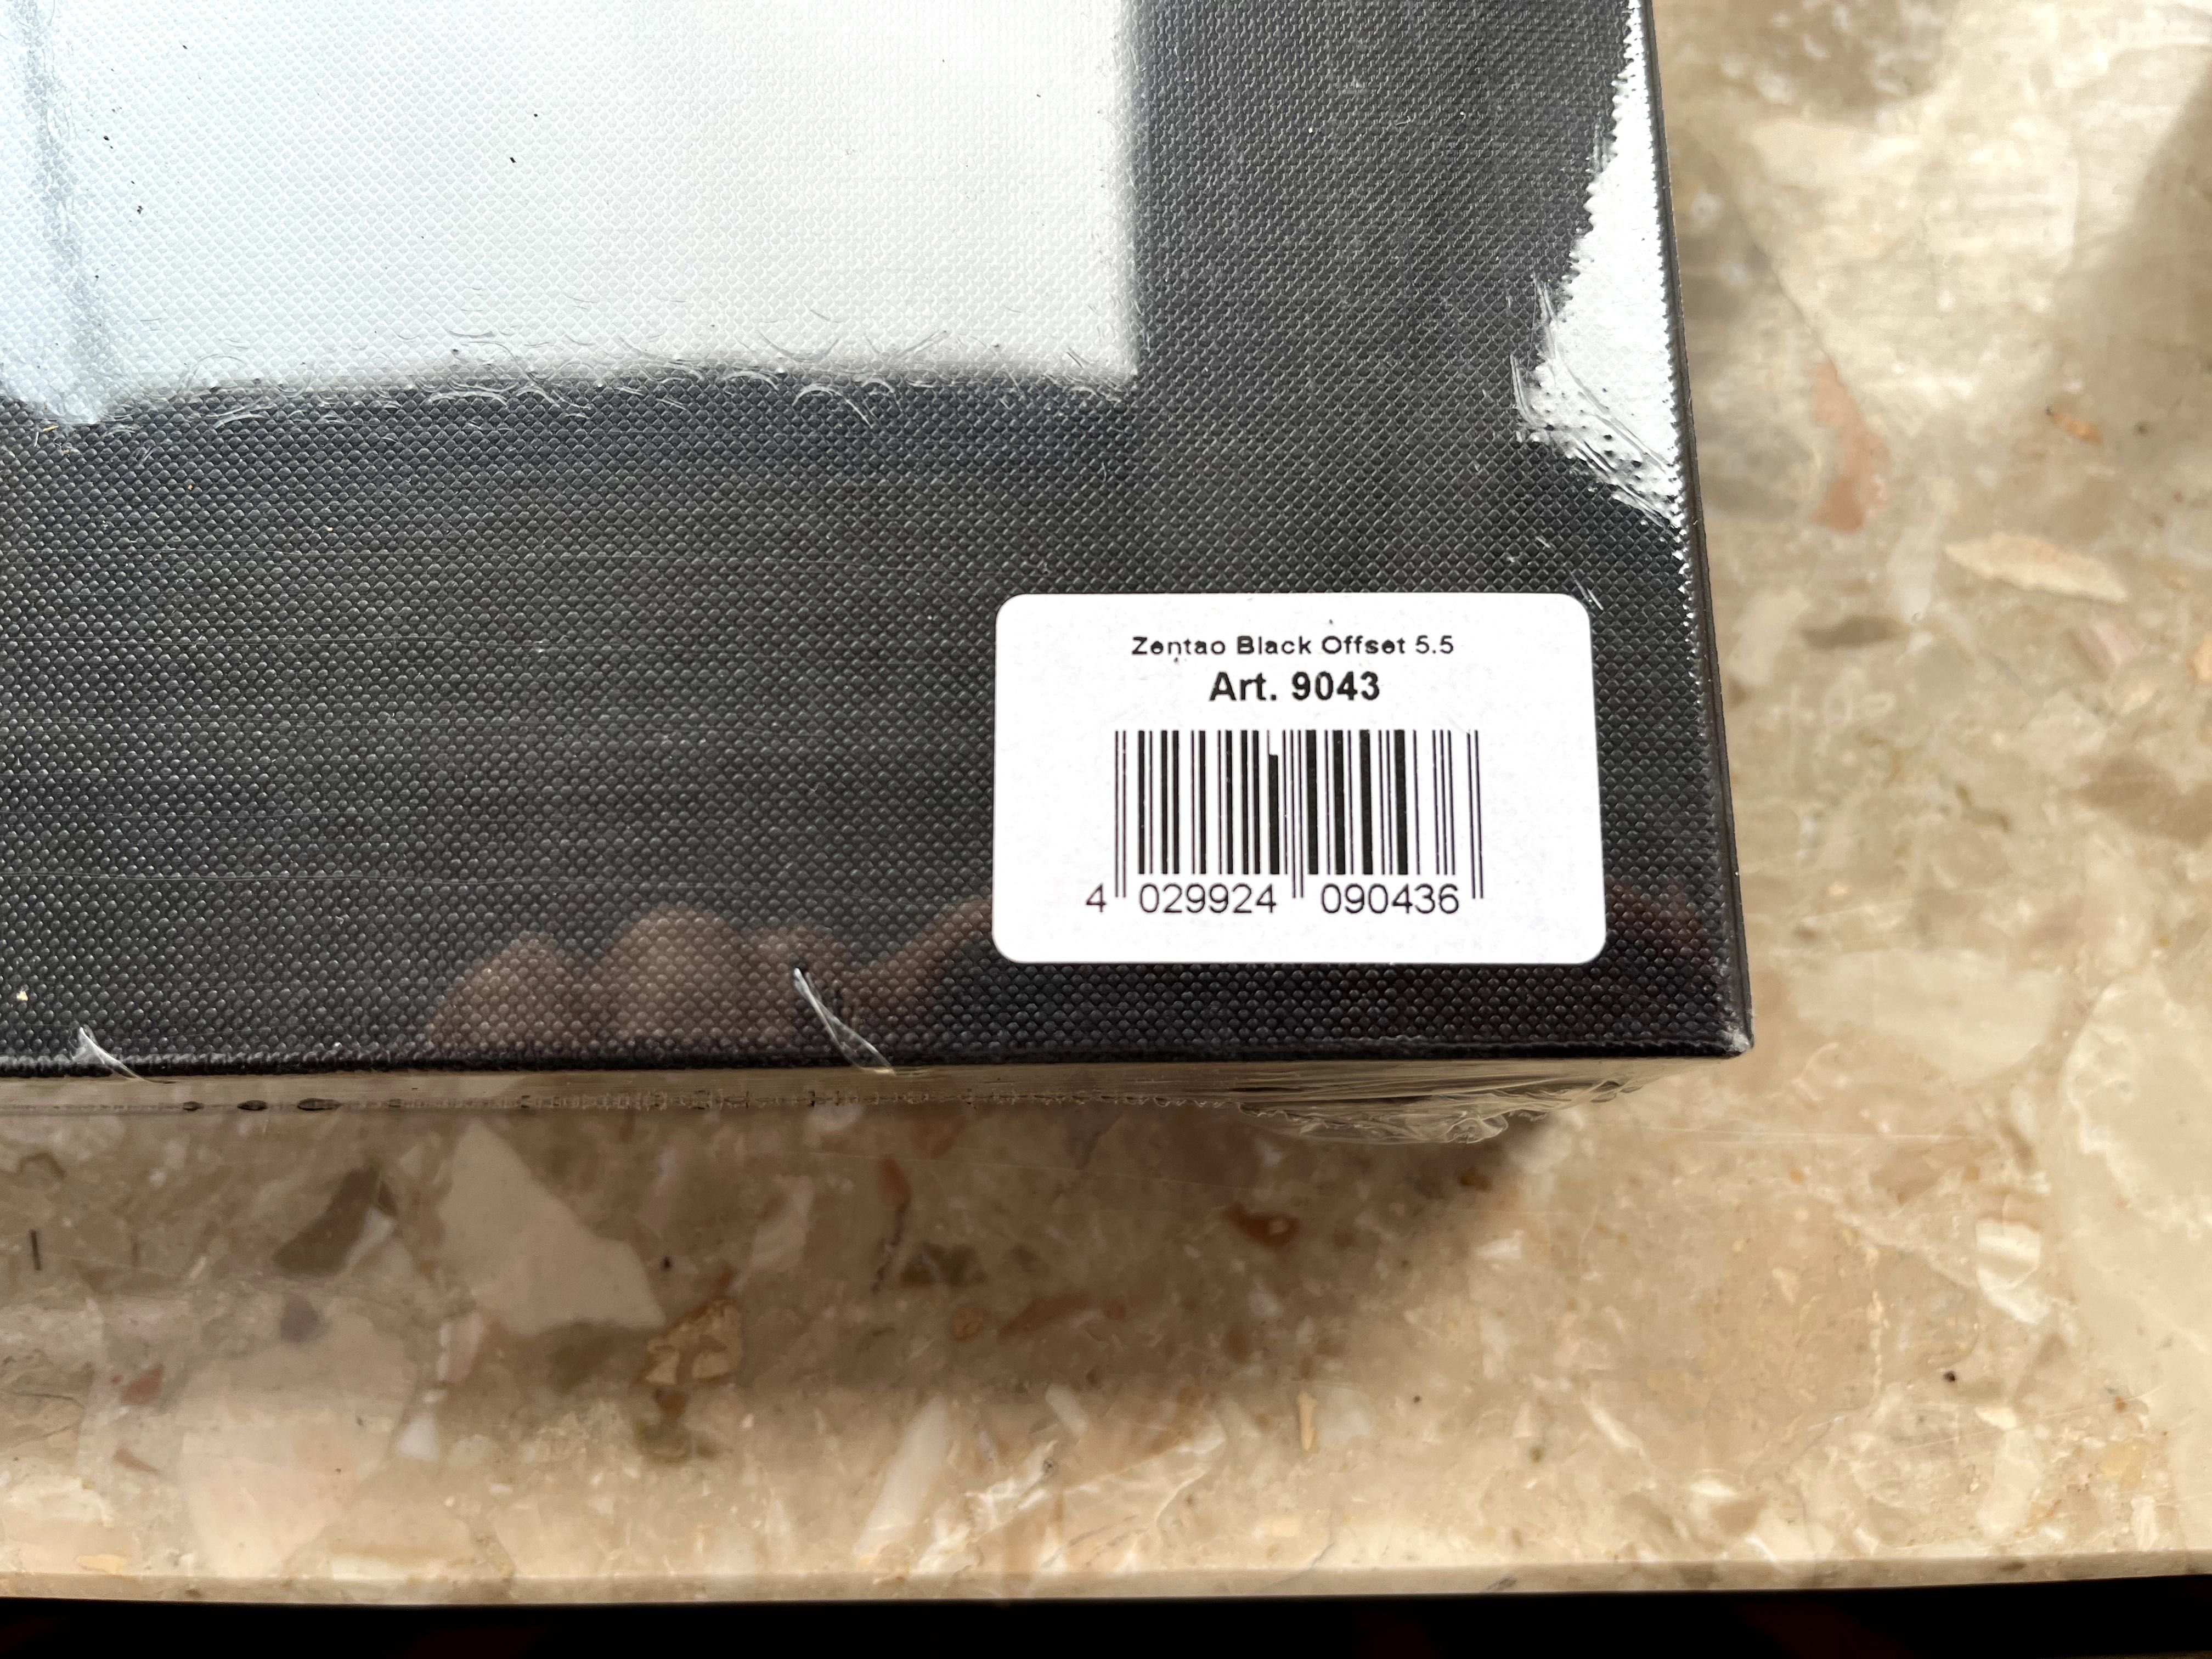 Zentao Black Offset 5.5
Art. 9043
4 029924 090436